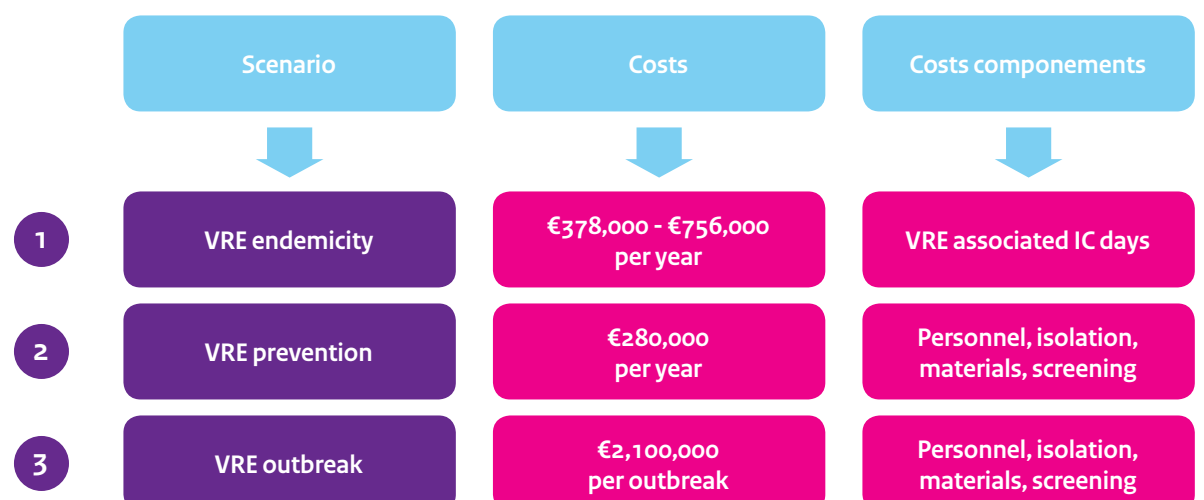 Scenario
Costs
Costs componements
1
VRE endemicity
€378,000 - €756,000
per year
VRE associated IC days
2
VRE prevention
€280,000
per year
Personnel, isolation,
materials, screening
3
VRE outbreak
€2,100,000
per outbreak
Personnel, isolation,
materials, screening